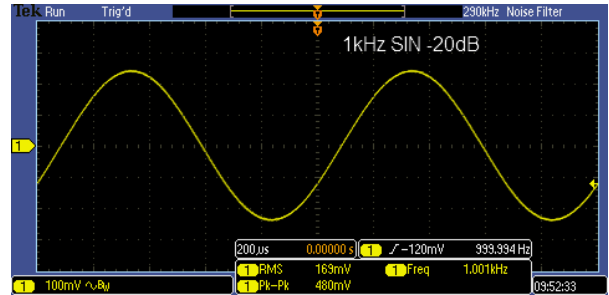 Tek Run Trig'd 290kHz Noise Filter
1kHz SIN -20dB
1
200µs 0.00000 s 1 -120mV 999.994 Hz
1 RMS 169mV 1 Freq 1.001kHz
1 100mV ∿BW 1 Pk-Pk 480mV 09:52:33